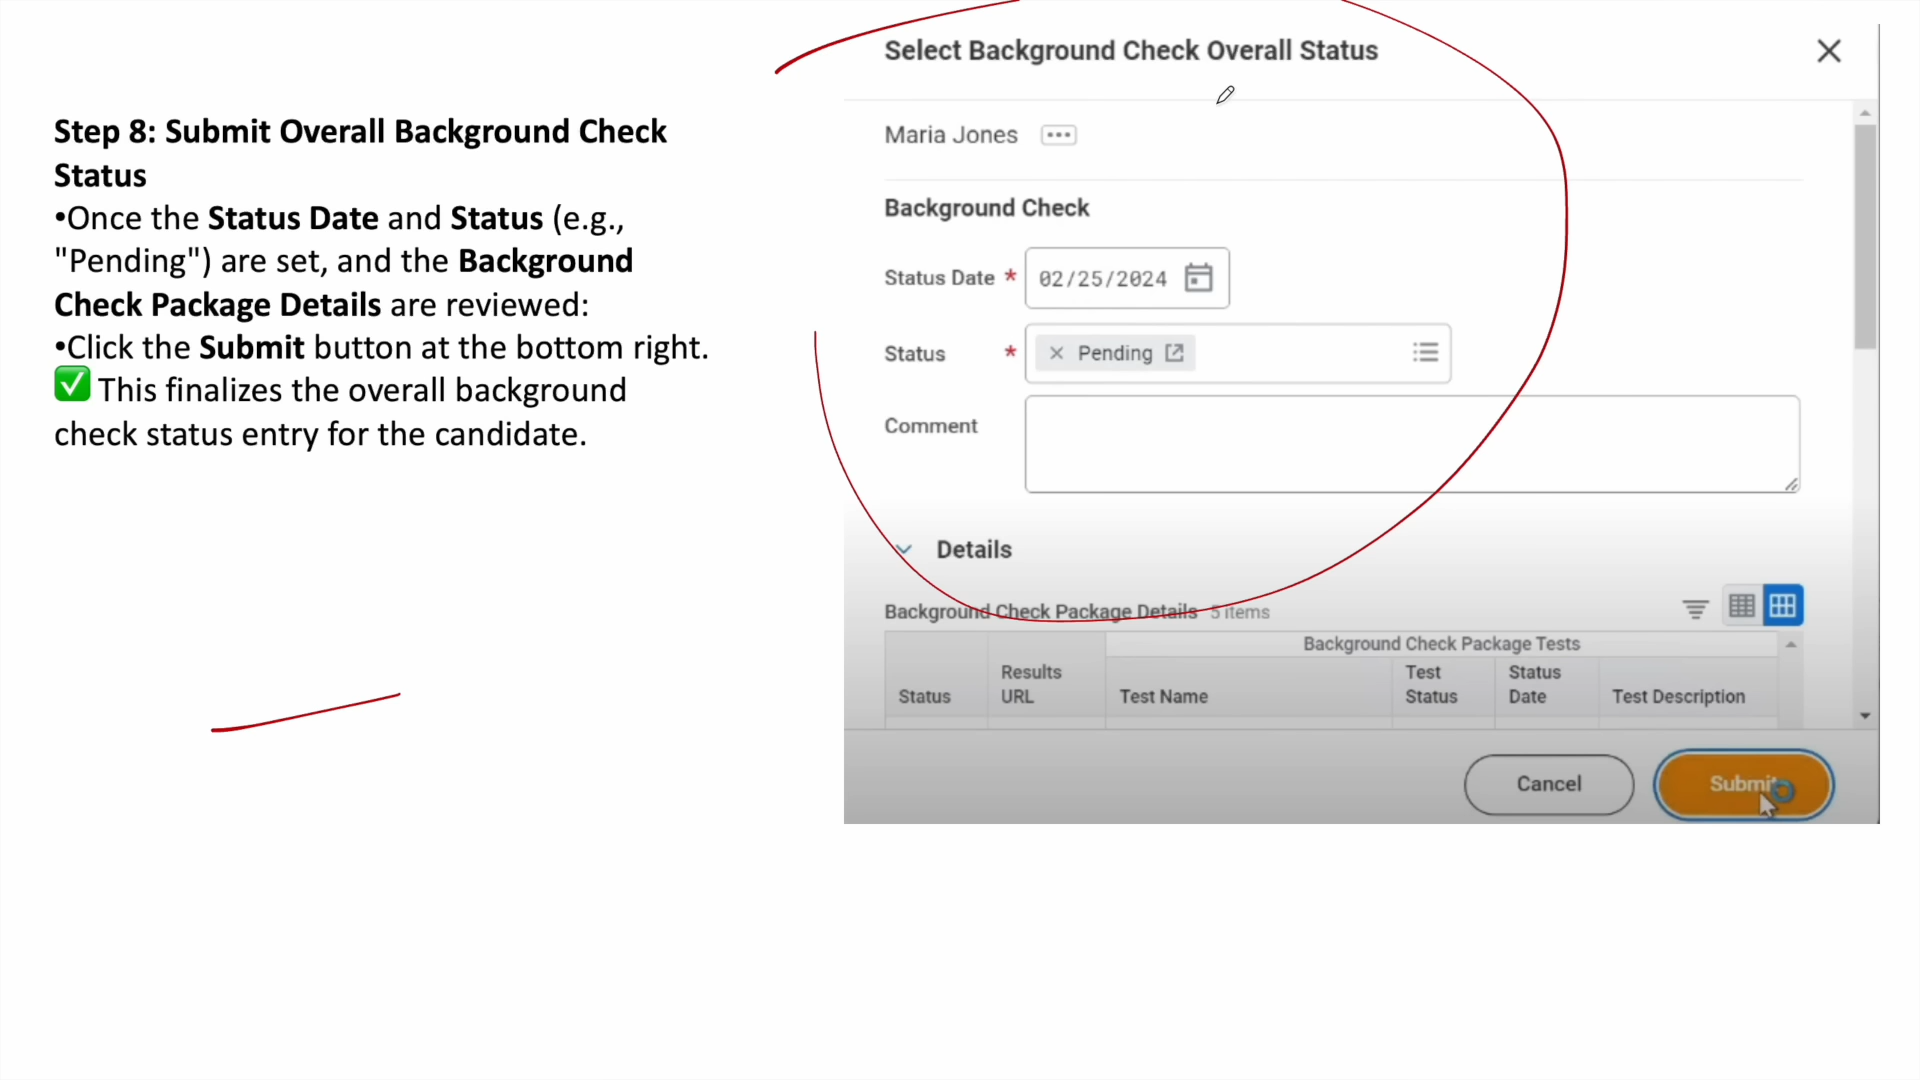 Step 8: Submit Overall Background Check
Status
•Once the Status Date and Status (e.g.,
"Pending") are set, and the Background
Check Package Details are reviewed:
•Click the Submit button at the bottom right.
✅ This finalizes the overall background
check status entry for the candidate.
Select Background Check Overall Status
Maria Jones
Background Check
Status Date * 02/25/2024
Status * Pending
Comment
Details
Background Check Package Details 5 items
Background Check Package Tests
Status
Results
URL
Test Name
Test
Status
Status
Date
Test Description
Cancel
Submit